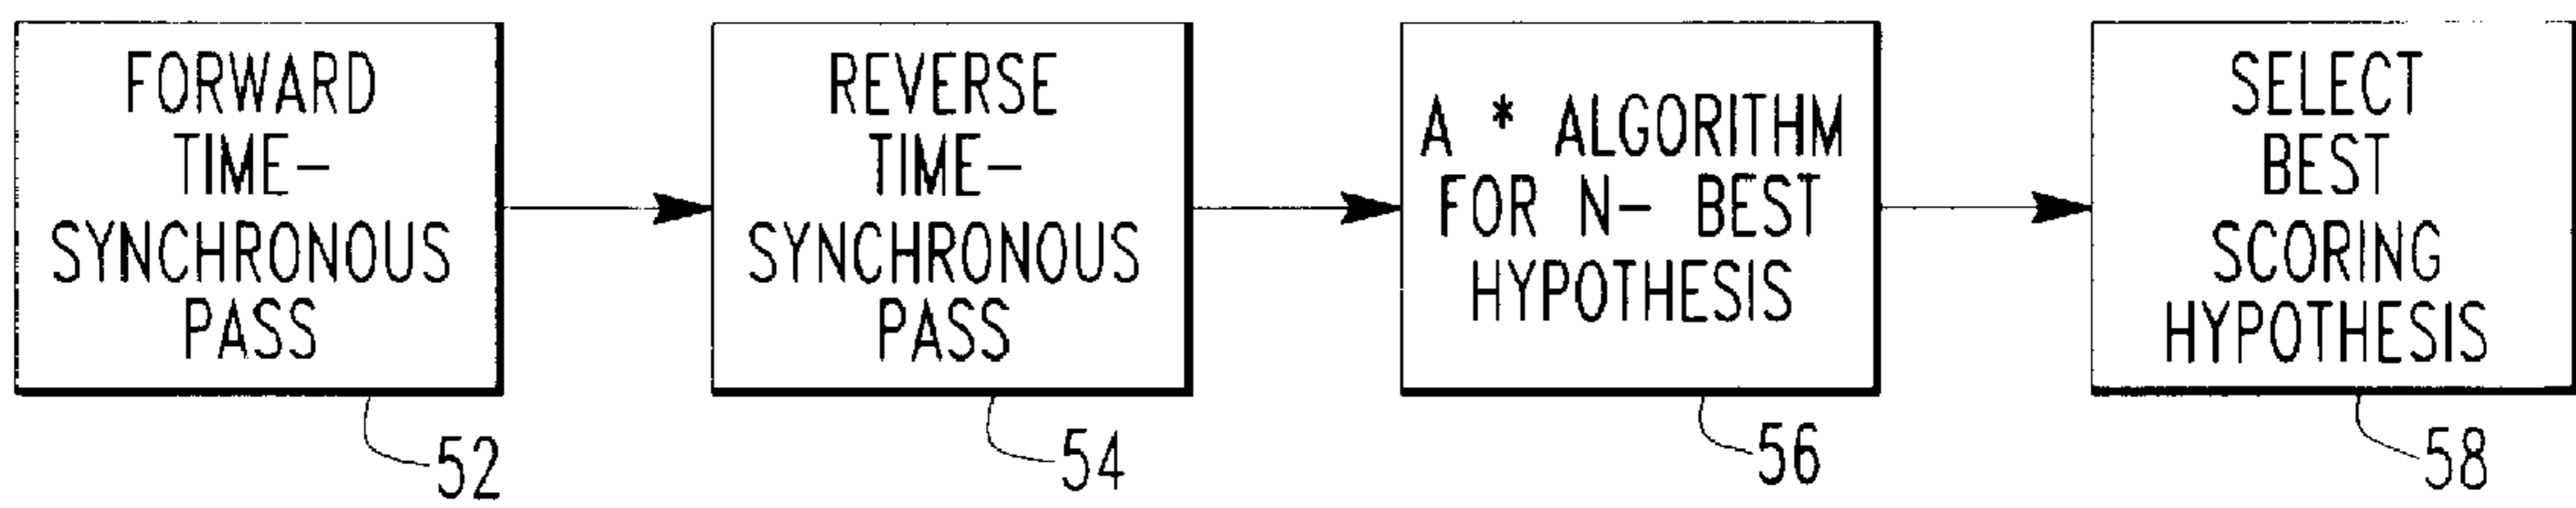 FORWARD
TIME-
SYNCHRONOUS
PASS
52
REVERSE
TIME-
SYNCHRONOUS
PASS
54
A * ALGORITHM
FOR N- BEST
HYPOTHESIS
56
SELECT
BEST
SCORING
HYPOTHESIS
58